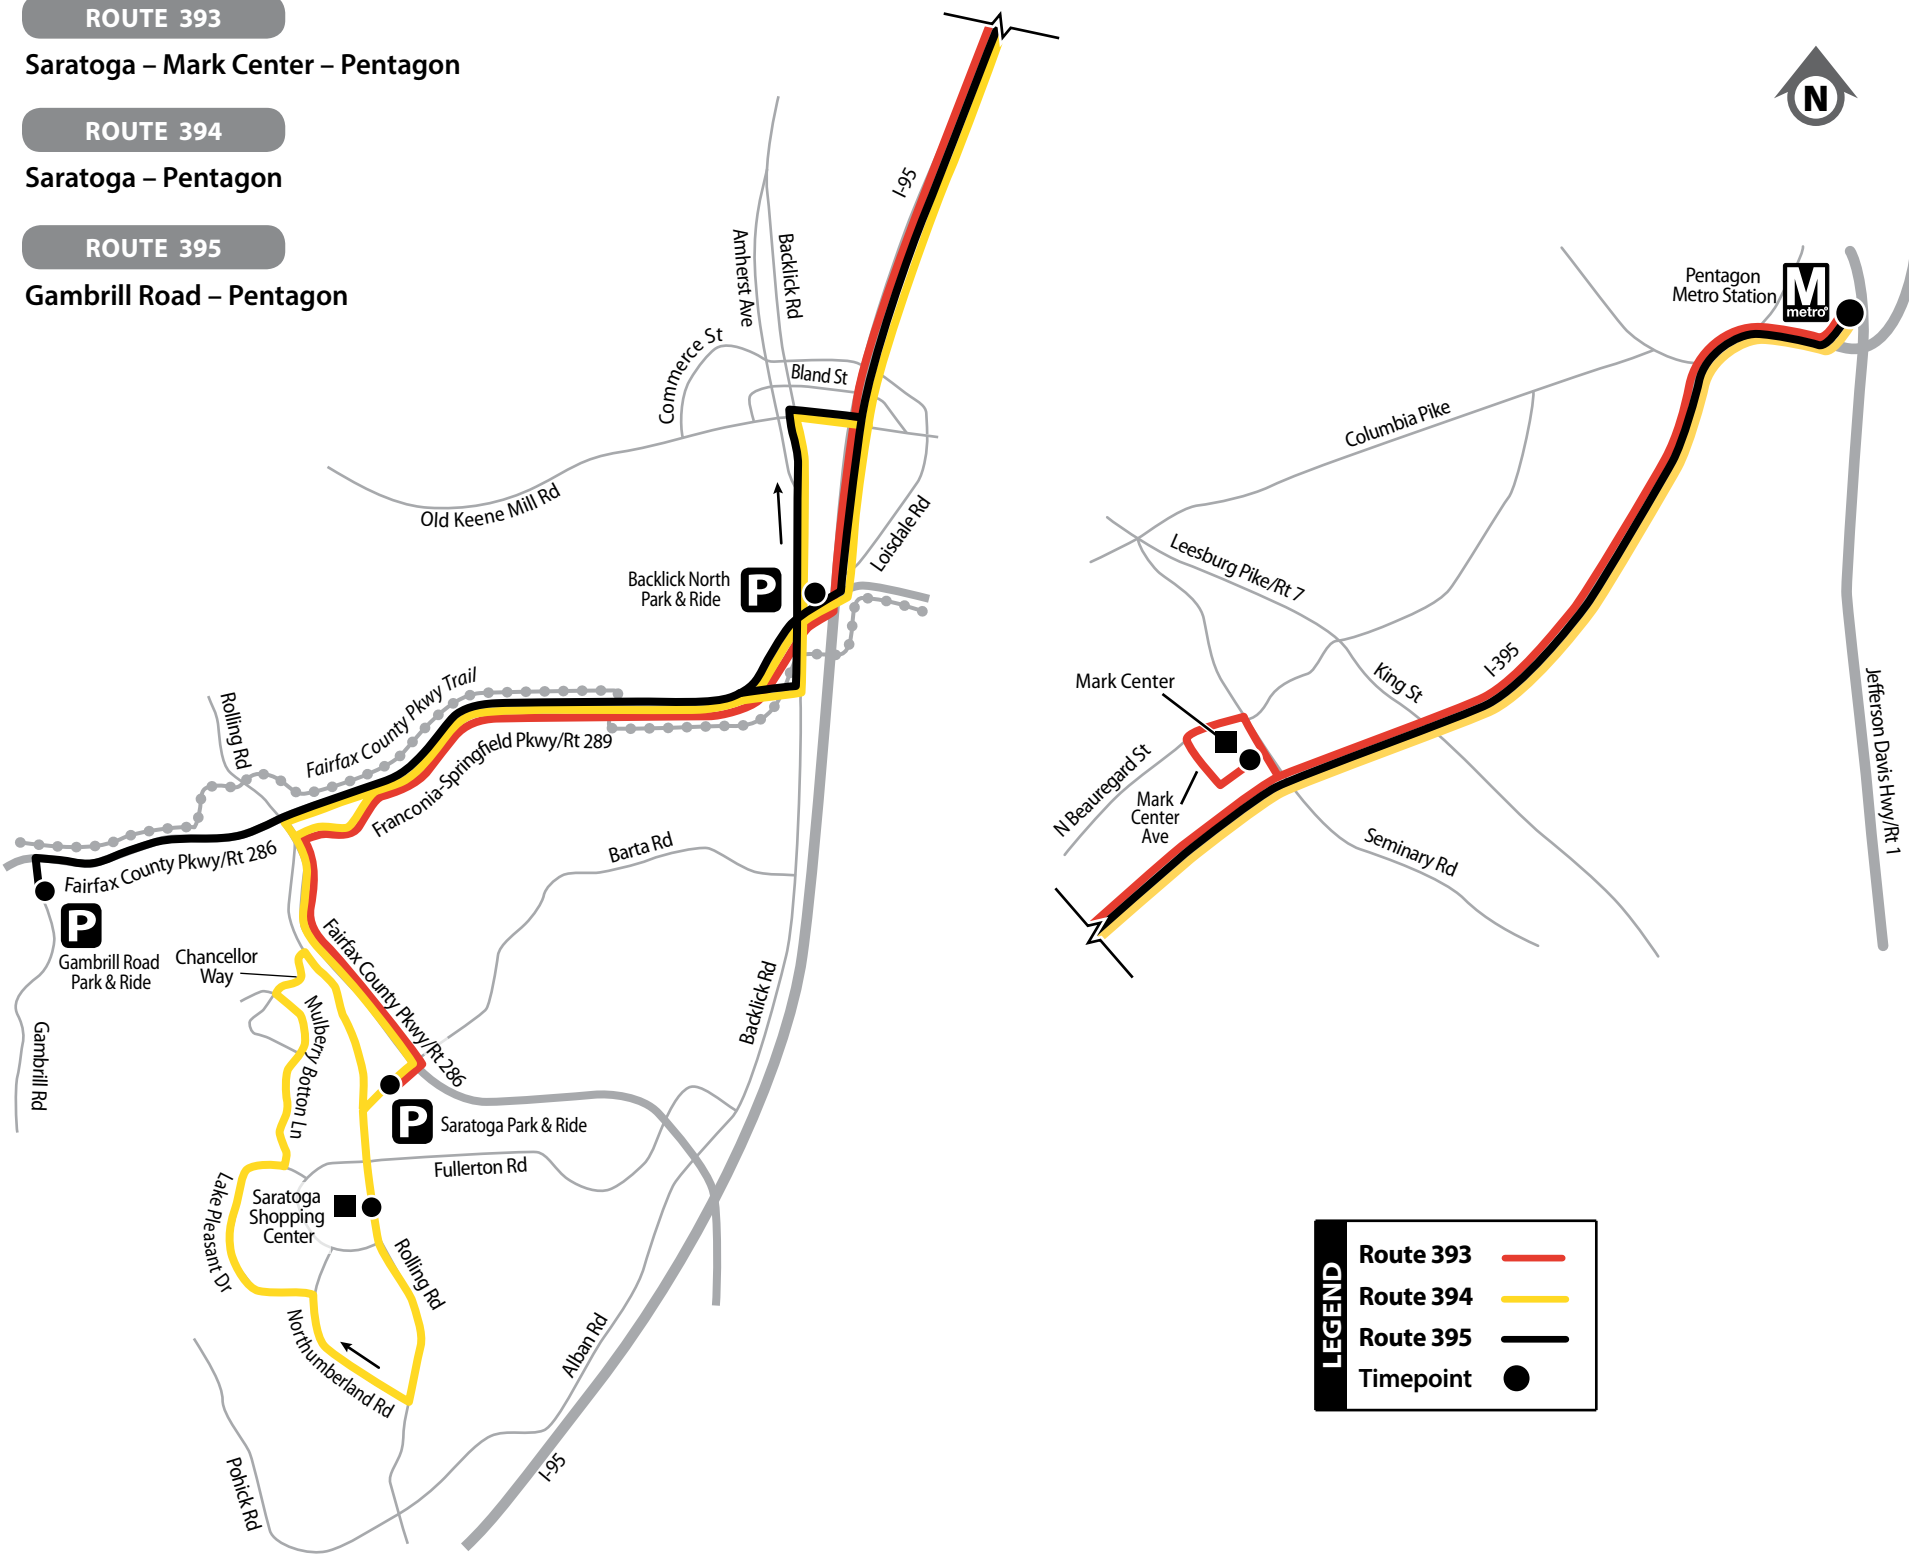 ROUTE 393
Saratoga – Mark Center – Pentagon
ROUTE 394
Saratoga – Pentagon
ROUTE 395
Gambrill Road – Pentagon
N
I-95
Amherst Ave
Backlick Rd
Commerce St
Bland St
Old Keene Mill Rd
Loisdale Rd
Backlick North
Park & Ride
P
Rolling Rd
Fairfax County Pkwy Trail
Franconia-Springfield Pkwy/Rt 289
Fairfax County Pkwy/Rt 286
P
Gambrill Road
Park & Ride
Gambrill Rd
Chancellor
Way
Mulberry Botton Ln
Fairfax County Pkwy/Rt 286
Barta Rd
Backlick Rd
P
Saratoga Park & Ride
Fullerton Rd
Saratoga
Shopping
Center
Lake Pleasant Dr
Rolling Rd
Northumberland Rd
Alban Rd
Pohick Rd
I-95
Pentagon
Metro Station
M
metro
Columbia Pike
Leesburg Pike/Rt 7
King St
I-395
Mark Center
N Beauregard St
Mark
Center
Ave
Seminary Rd
Jefferson Davis Hwy/Rt 1
LEGEND
Route 393
Route 394
Route 395
Timepoint